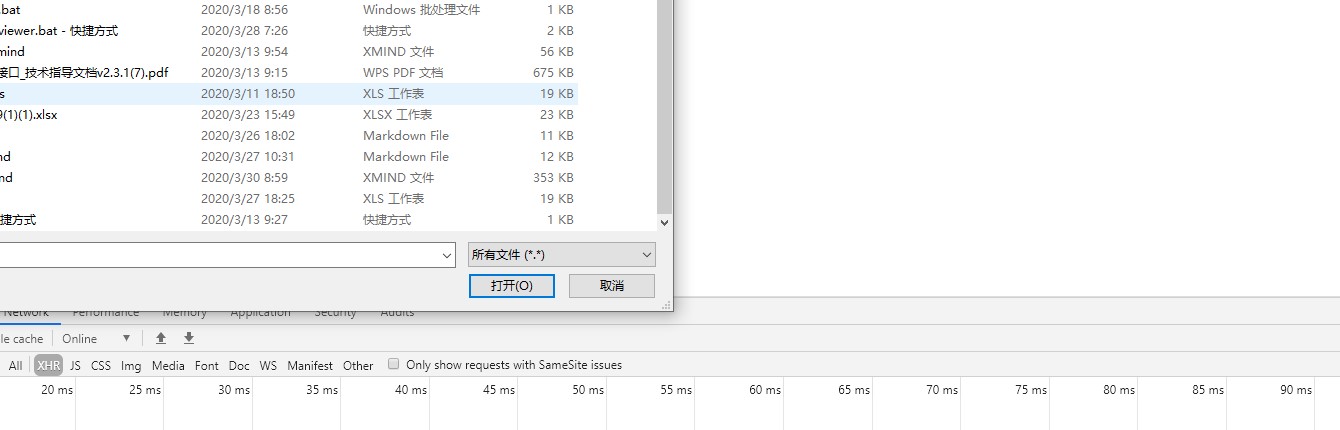 .bat 2020/3/18 8:56 Windows 批处理文件 1 KB
viewer.bat - 快捷方式 2020/3/28 7:26 快捷方式 2 KB
mind 2020/3/13 9:54 XMIND 文件 56 KB
接口_技术指导文档v2.3.1(7).pdf 2020/3/13 9:15 WPS PDF 文档 675 KB
s 2020/3/11 18:50 XLS 工作表 19 KB
9(1)(1).xlsx 2020/3/23 15:49 XLSX 工作表 23 KB
2020/3/26 18:02 Markdown File 11 KB
nd 2020/3/27 10:31 Markdown File 12 KB
md 2020/3/30 8:59 XMIND 文件 353 KB
2020/3/27 18:25 XLS 工作表 19 KB
捷方式 2020/3/13 9:27 快捷方式 1 KB
所有文件 (*.*)
打开(O) 取消
Network Performance Memory Application Security Audits
le cache Online
All XHR JS CSS Img Media Font Doc WS Manifest Other Only show requests with SameSite issues
20 ms 25 ms 30 ms 35 ms 40 ms 45 ms 50 ms 55 ms 60 ms 65 ms 70 ms 75 ms 80 ms 85 ms 90 ms